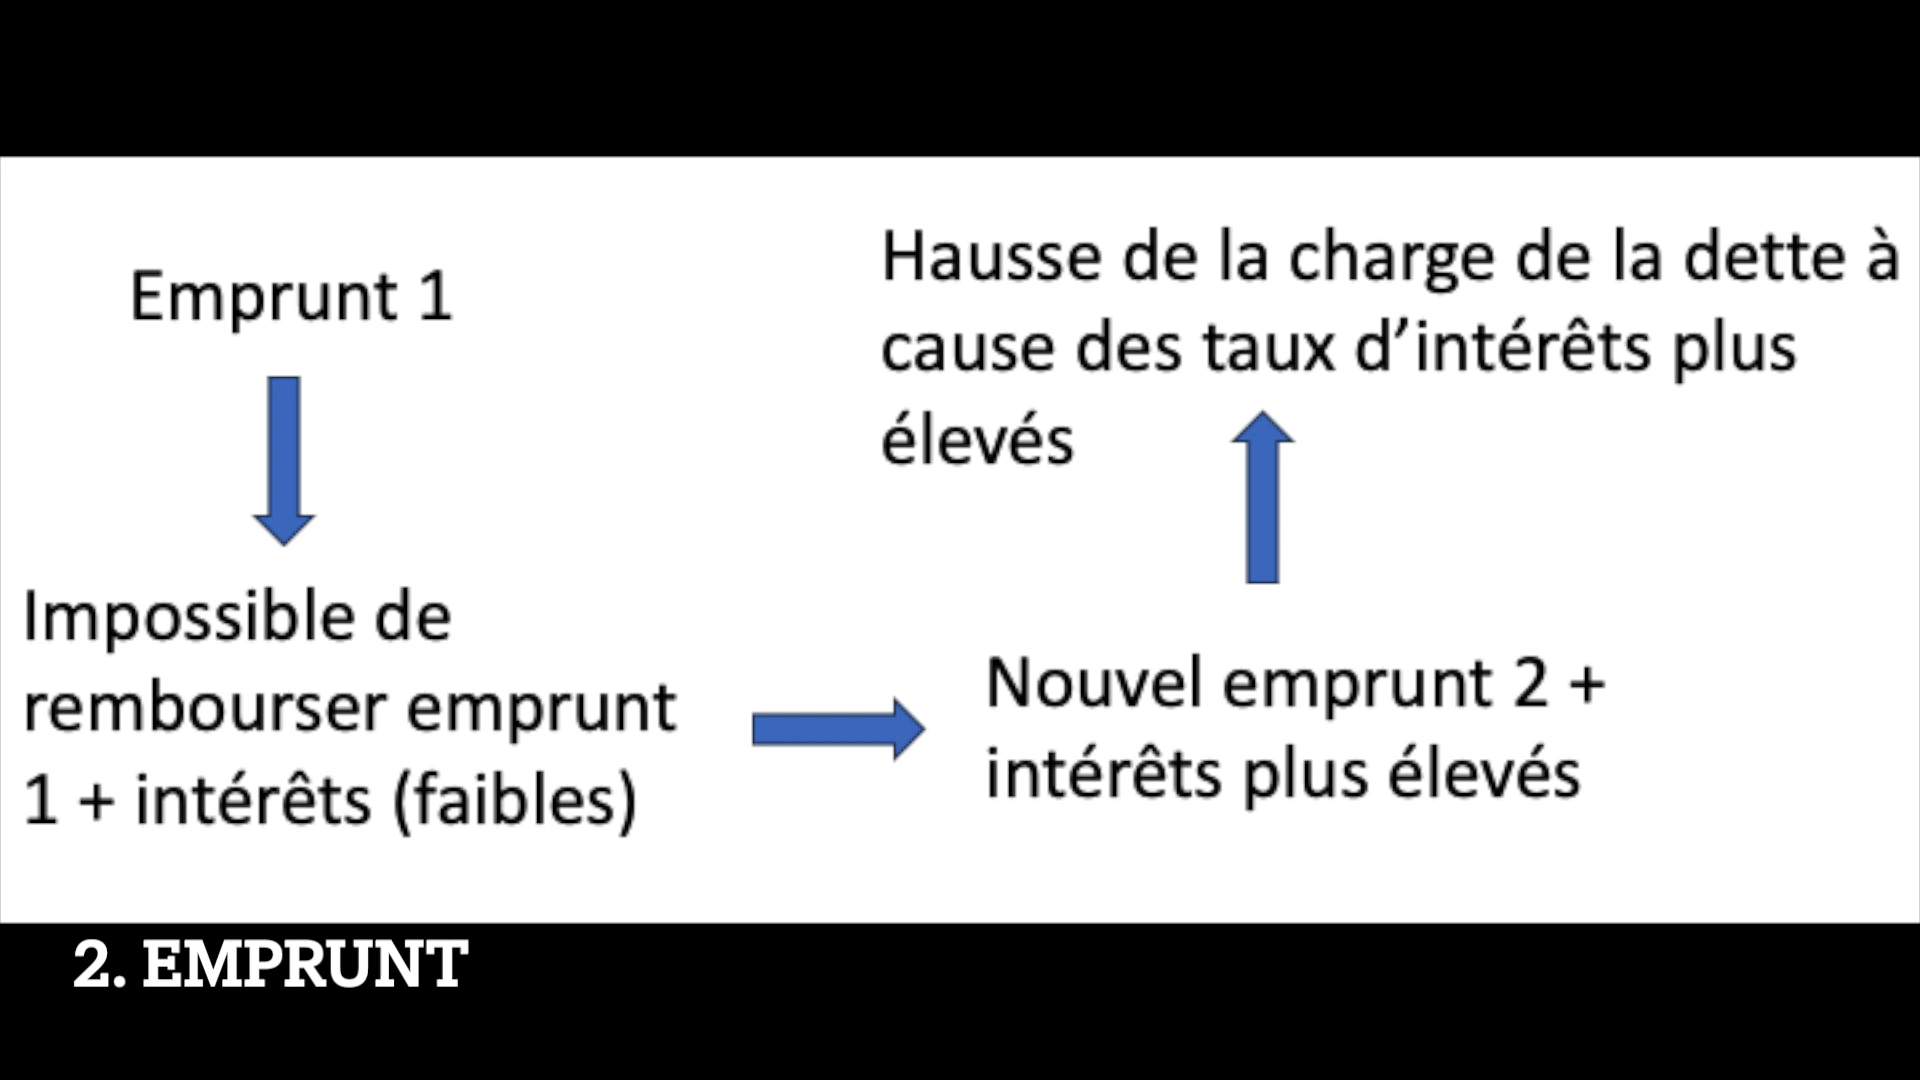 Emprunt 1
Impossible de
rembourser emprunt
1 + intérêts (faibles)
Nouvel emprunt 2 +
intérêts plus élevés
Hausse de la charge de la dette à
cause des taux d’intérêts plus
élevés
2. EMPRUNT